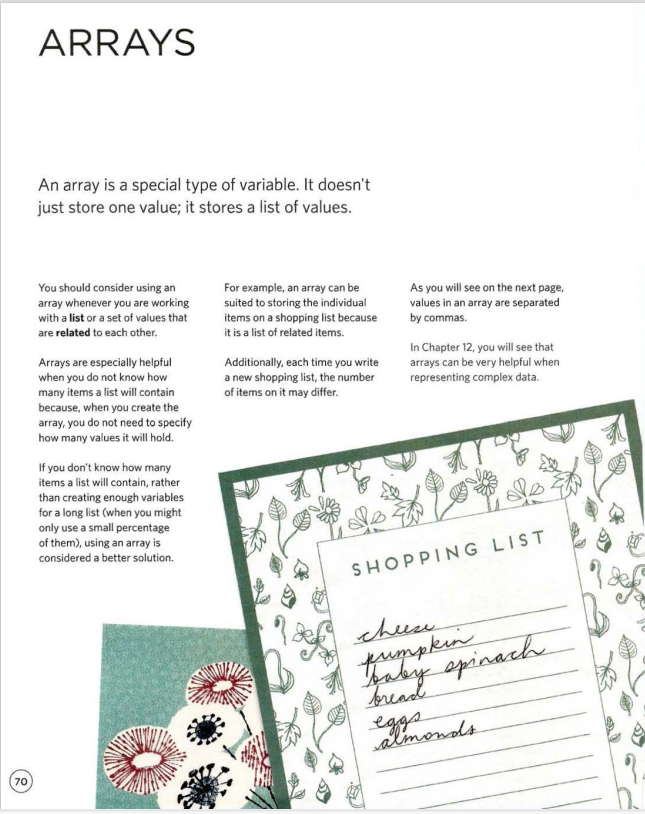 ARRAYS
An array is a special type of variable. It doesn't
just store one value; it stores a list of values.
You should consider using an
array whenever you are working
with a list or a set of values that
are related to each other.
Arrays are especially helpful
when you do not know how
many items a list will contain
because, when you create the
array, you do not need to specify
how many values it will hold.
If you don't know how many
items a list will contain, rather
than creating enough variables
for a long list (when you might
only use a small percentage
of them), using an array is
considered a better solution.
For example, an array can be
suited to storing the individual
items on a shopping list because
it is a list of related items.
Additionally, each time you write
a new shopping list, the number
of items on it may differ.
As you will see on the next page,
values in an array are separated
by commas.
In Chapter 12, you will see that
arrays can be very helpful when
representing complex data.
SHOPPING LIST
cheese
pumpkin
baby spinach
bread
eggs
almonds
70